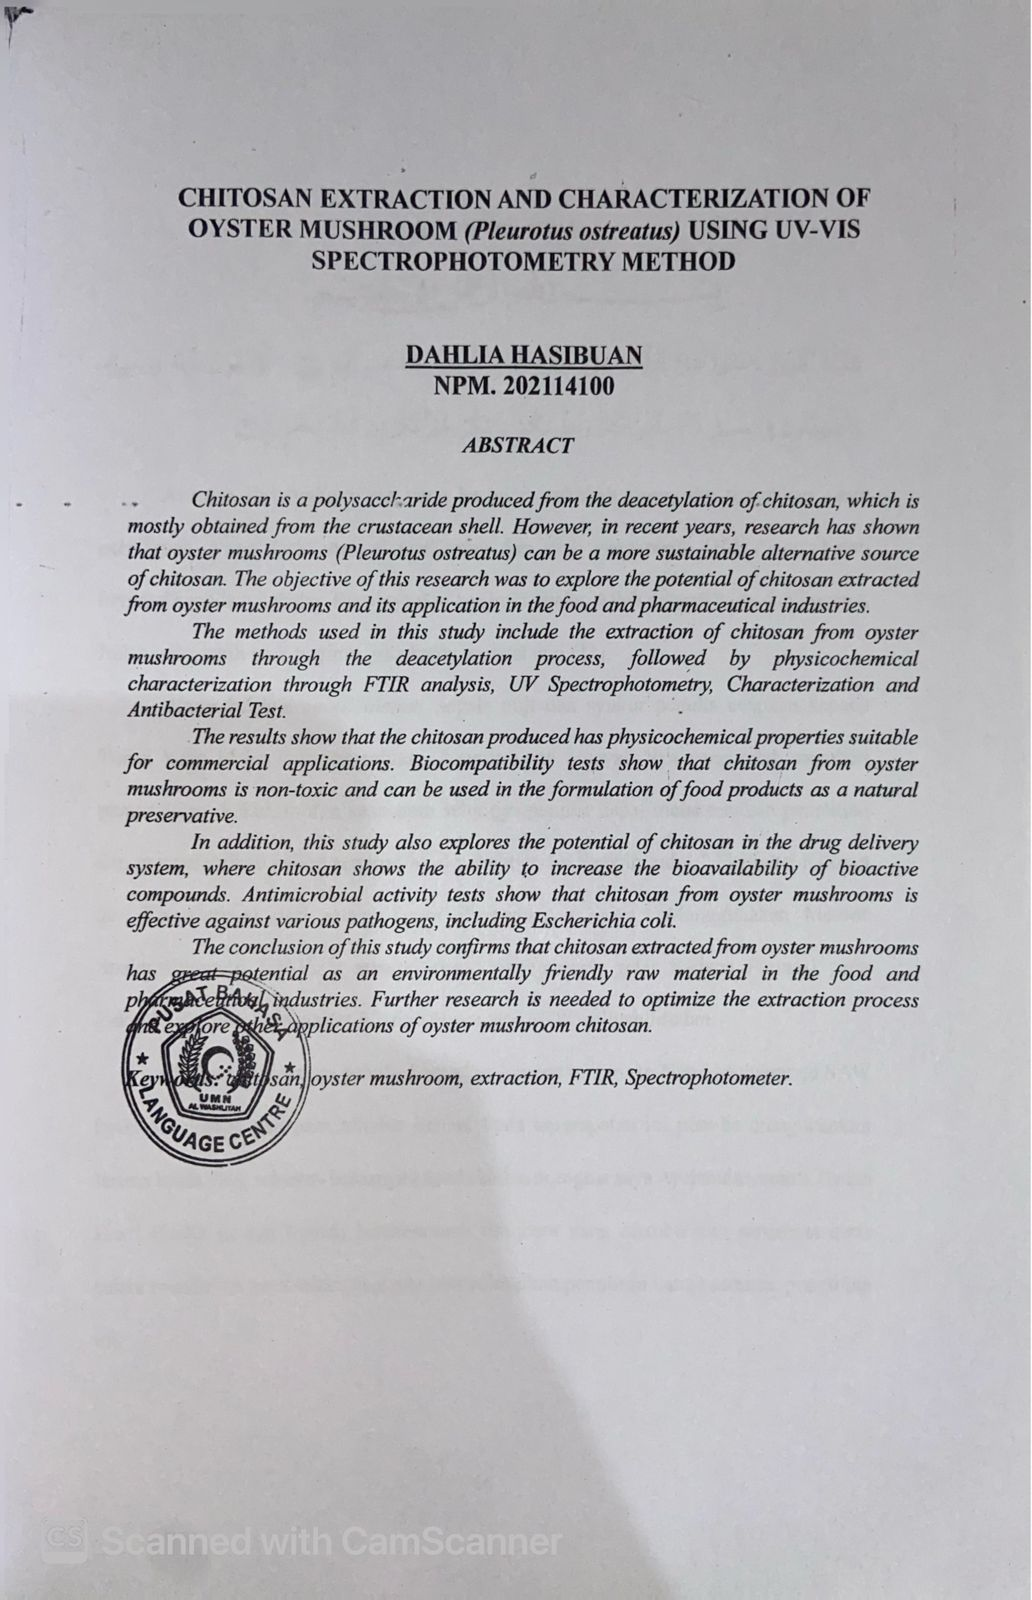 CHITOSAN EXTRACTION AND CHARACTERIZATION OF
OYSTER MUSHROOM (Pleurotus ostreatus) USING UV-VIS
SPECTROPHOTOMETRY METHOD
DAHLIA HASIBUAN
NPM. 202114100
ABSTRACT
Chitosan is a polysaccharide produced from the deacetylation of chitosan, which is
mostly obtained from the crustacean shell. However, in recent years, research has shown
that oyster mushrooms (Pleurotus ostreatus) can be a more sustainable alternative source
of chitosan. The objective of this research was to explore the potential of chitosan extracted
from oyster mushrooms and its application in the food and pharmaceutical industries.
The methods used in this study include the extraction of chitosan from oyster
mushrooms through the deacetylation process, followed by physicochemical
characterization through FTIR analysis, UV Spectrophotometry, Characterization and
Antibacterial Test.
The results show that the chitosan produced has physicochemical properties suitable
for commercial applications. Biocompatibility tests show that chitosan from oyster
mushrooms is non-toxic and can be used in the formulation of food products as a natural
preservative.
In addition, this study also explores the potential of chitosan in the drug delivery
system, where chitosan shows the ability to increase the bioavailability of bioactive
compounds. Antimicrobial activity tests show that chitosan from oyster mushrooms is
effective against various pathogens, including Escherichia coli.
The conclusion of this study confirms that chitosan extracted from oyster mushrooms
has great potential as an environmentally friendly raw material in the food and
pharmaceutical industries. Further research is needed to optimize the extraction process
and explore other applications of oyster mushroom chitosan.
Keywords: chitosan, oyster mushroom, extraction, FTIR, Spectrophotometer.
PUSAT BAHASA
UMN
AL WASHLIYAH
LANGUAGE CENTRE
CS Scanned with CamScanner